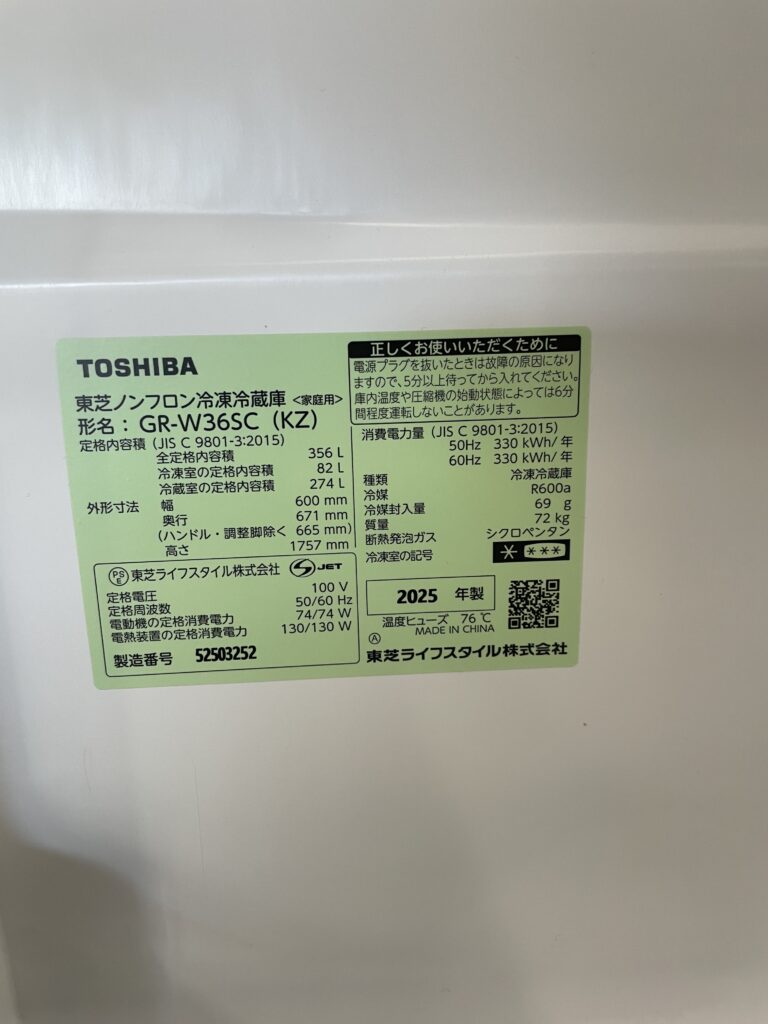 TOSHIBA
東芝ノンフロン冷凍冷蔵庫 <家庭用>
形名： GR-W36SC (KZ)
定格内容積 (JIS C 9801-3:2015)
全定格内容積 356 L
冷凍室の定格内容積 82 L
冷蔵室の定格内容積 274 L
外形寸法 幅 600 mm
奥行 671 mm
(ハンドル・調整脚除く 665 mm)
高さ 1757 mm
PS
E
東芝ライフスタイル株式会社 S JET
定格電圧 100 V
定格周波数 50/60 Hz
電動機の定格消費電力 74/74 W
電熱装置の定格消費電力 130/130 W
製造番号 52503252
正しくお使いいただくために
電源プラグを抜いたときは故障の原因になり
ますので、5分以上待ってから入れてください。
庫内温度や圧縮機の始動状態によっては6分
間程度運転しないことがあります。
消費電力量 (JIS C 9801-3:2015)
50Hz 330 kWh/年
60Hz 330 kWh/年
種類 冷凍冷蔵庫
冷媒 R600a
冷媒封入量 69 g
質量 72 kg
断熱発泡ガス シクロペンタン
冷凍室の記号 * ***
2025 年製
温度ヒューズ 76 ℃
MADE IN CHINA
Ⓐ
東芝ライフスタイル株式会社